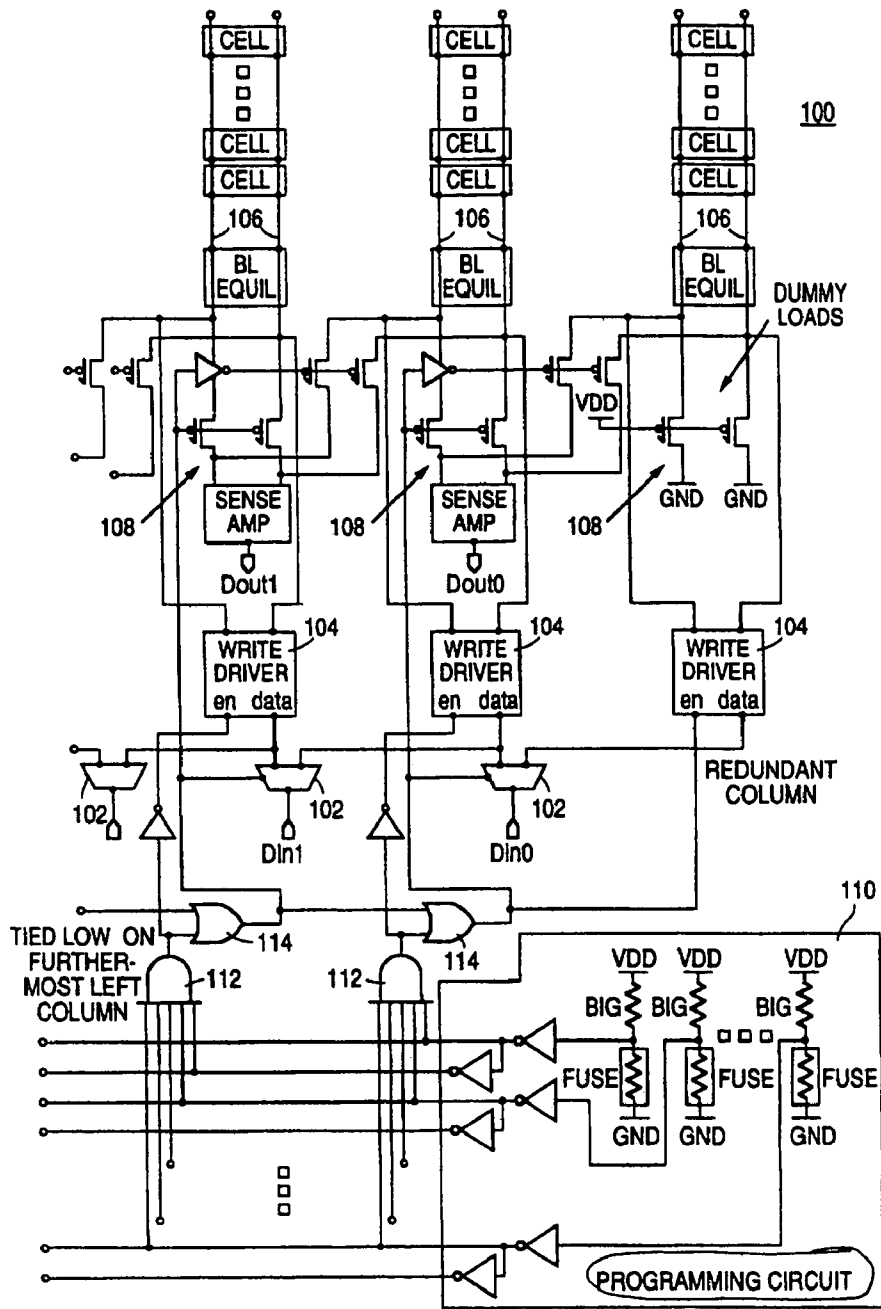 CELL CELL CELL
100
CELL CELL CELL
CELL CELL CELL
106 106 106
BL EQUIL BL EQUIL BL EQUIL
DUMMY LOADS
VDD
108 SENSE AMP 108 SENSE AMP 108 GND GND
Dout1 Dout0
104 104 104
WRITE DRIVER WRITE DRIVER WRITE DRIVER
en data en data en data
REDUNDANT COLUMN
102 102 102
DIn1 DIn0
110
TIED LOW ON FURTHER-MOST LEFT COLUMN
114 114
112 112
VDD VDD VDD
BIG BIG BIG
FUSE FUSE FUSE
GND GND GND
PROGRAMMING CIRCUIT